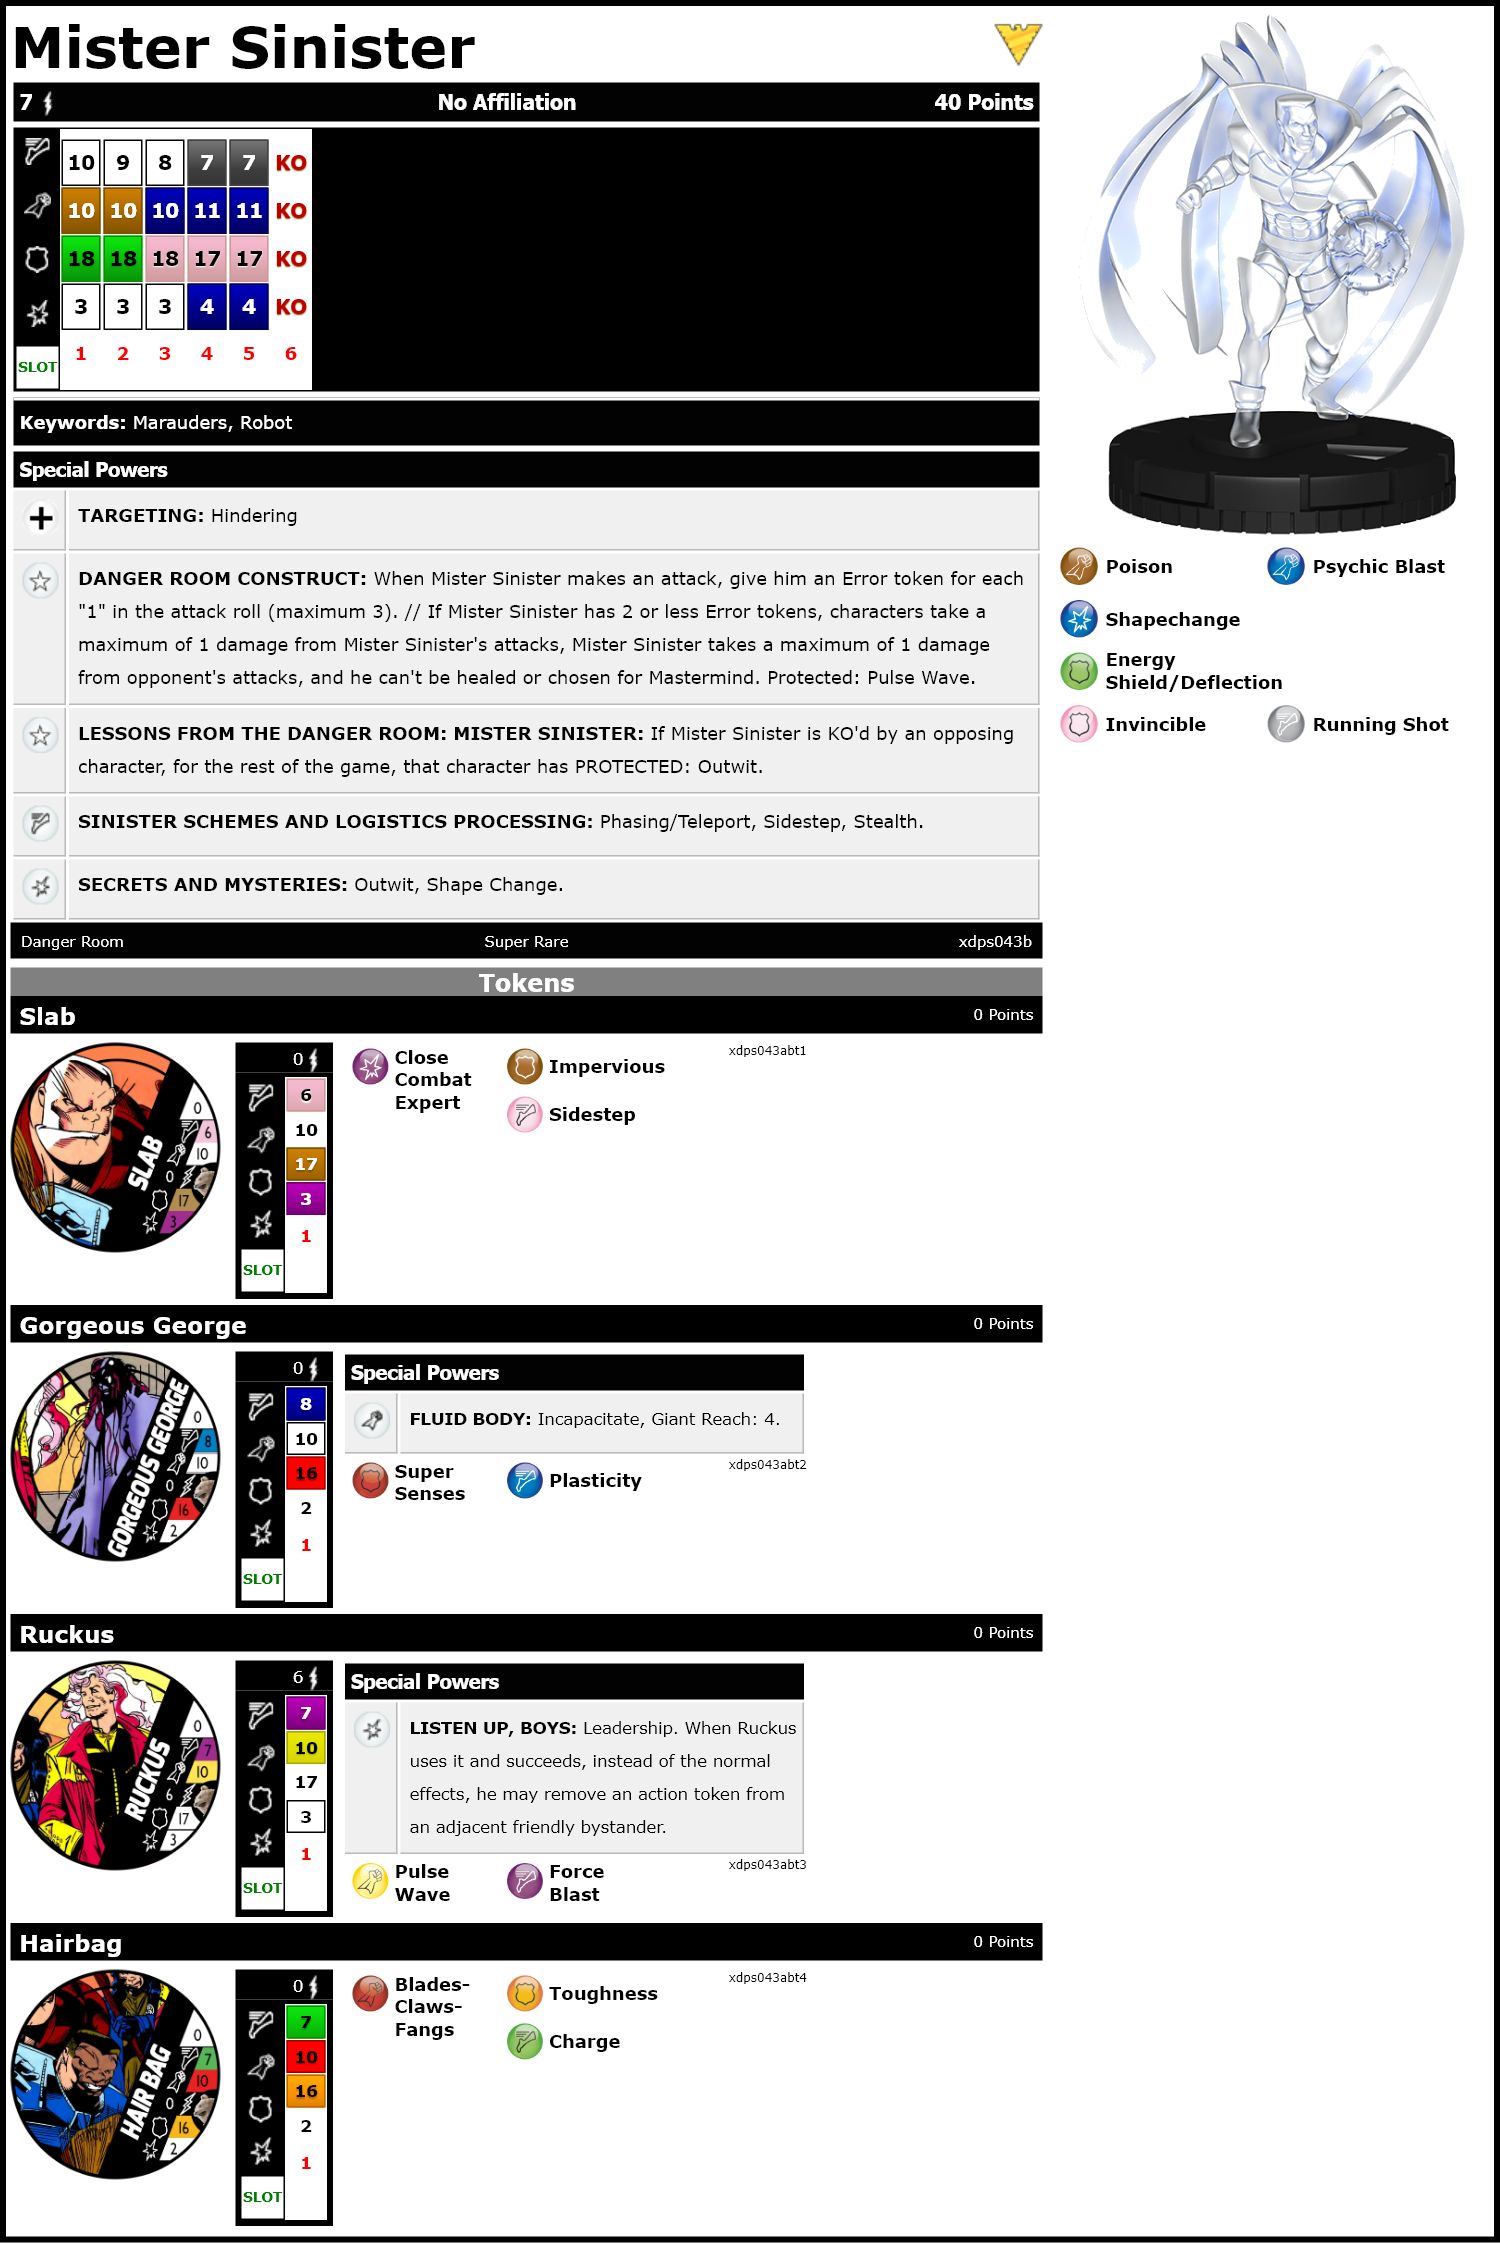 Mister Sinister
7 No Affiliation 40 Points
10 9 8 7 7 KO
10 10 10 11 11 KO
18 18 18 17 17 KO
3 3 3 4 4 KO
SLOT 1 2 3 4 5 6
Keywords: Marauders, Robot
Special Powers
TARGETING: Hindering
DANGER ROOM CONSTRUCT: When Mister Sinister makes an attack, give him an Error token for each
"1" in the attack roll (maximum 3). // If Mister Sinister has 2 or less Error tokens, characters take a
maximum of 1 damage from Mister Sinister's attacks, Mister Sinister takes a maximum of 1 damage
from opponent's attacks, and he can't be healed or chosen for Mastermind. Protected: Pulse Wave.
LESSONS FROM THE DANGER ROOM: MISTER SINISTER: If Mister Sinister is KO'd by an opposing
character, for the rest of the game, that character has PROTECTED: Outwit.
SINISTER SCHEMES AND LOGISTICS PROCESSING: Phasing/Teleport, Sidestep, Stealth.
SECRETS AND MYSTERIES: Outwit, Shape Change.
Danger Room Super Rare xdps043b
Poison Psychic Blast
Shapechange
Energy
Shield/Deflection
Invincible Running Shot
Tokens
Slab 0 Points
SLAB
0
6
10
0
17
3
0
6
10
17
3
1
SLOT
Close
Combat
Expert
Impervious
Sidestep
xdps043abt1
Gorgeous George 0 Points
GORGEOUS GEORGE
0
8
10
0
16
2
0
8
10
16
2
1
SLOT
Special Powers
FLUID BODY: Incapacitate, Giant Reach: 4.
xdps043abt2
Super
Senses
Plasticity
Ruckus 0 Points
RUCKUS
0
7
10
6
17
3
6
7
10
17
3
1
SLOT
Special Powers
LISTEN UP, BOYS: Leadership. When Ruckus
uses it and succeeds, instead of the normal
effects, he may remove an action token from
an adjacent friendly bystander.
xdps043abt3
Pulse
Wave
Force
Blast
Hairbag 0 Points
HAIR BAG
0
7
10
0
16
2
0
7
10
16
2
1
SLOT
Blades-
Claws-
Fangs
Toughness
Charge
xdps043abt4